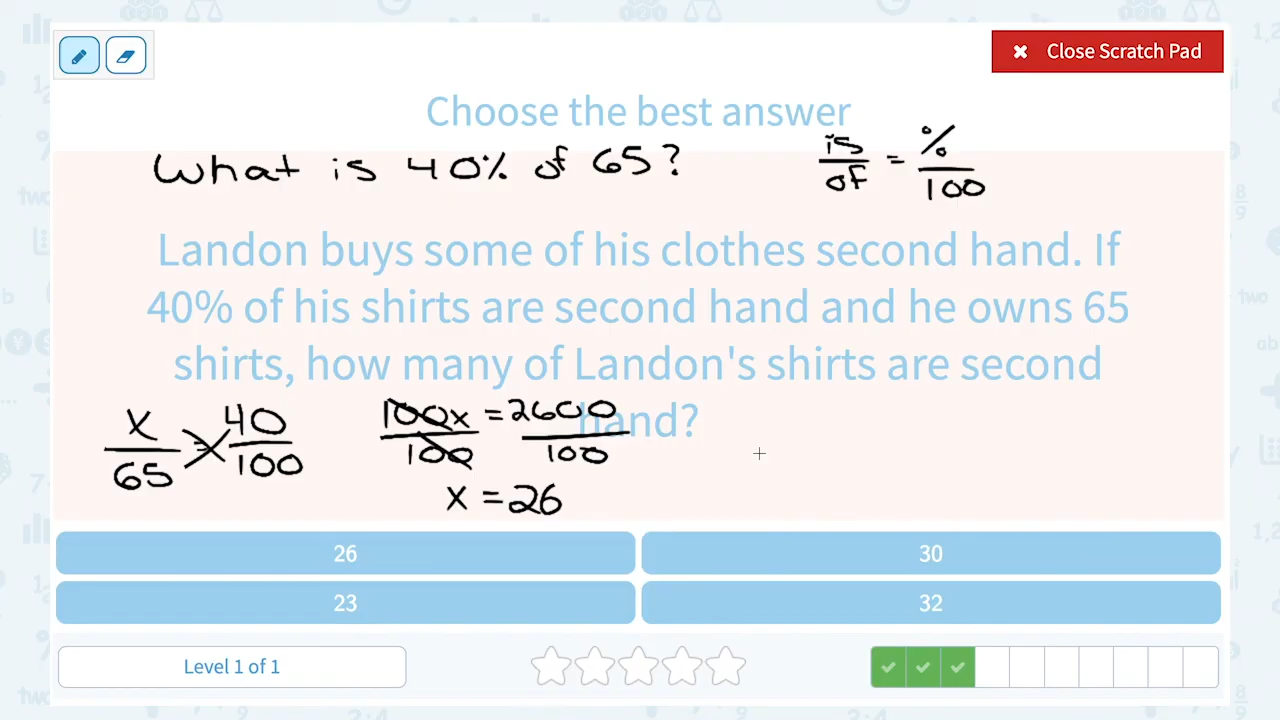 Close Scratch Pad
Choose the best answer
What is 40% of 65?
is/of = %/100
Landon buys some of his clothes second hand. If
40% of his shirts are second hand and he owns 65
shirts, how many of Landon's shirts are second
hand?
x/65 = 40/100
100x/100 = 2600/100
x = 26
26
30
23
32
Level 1 of 1